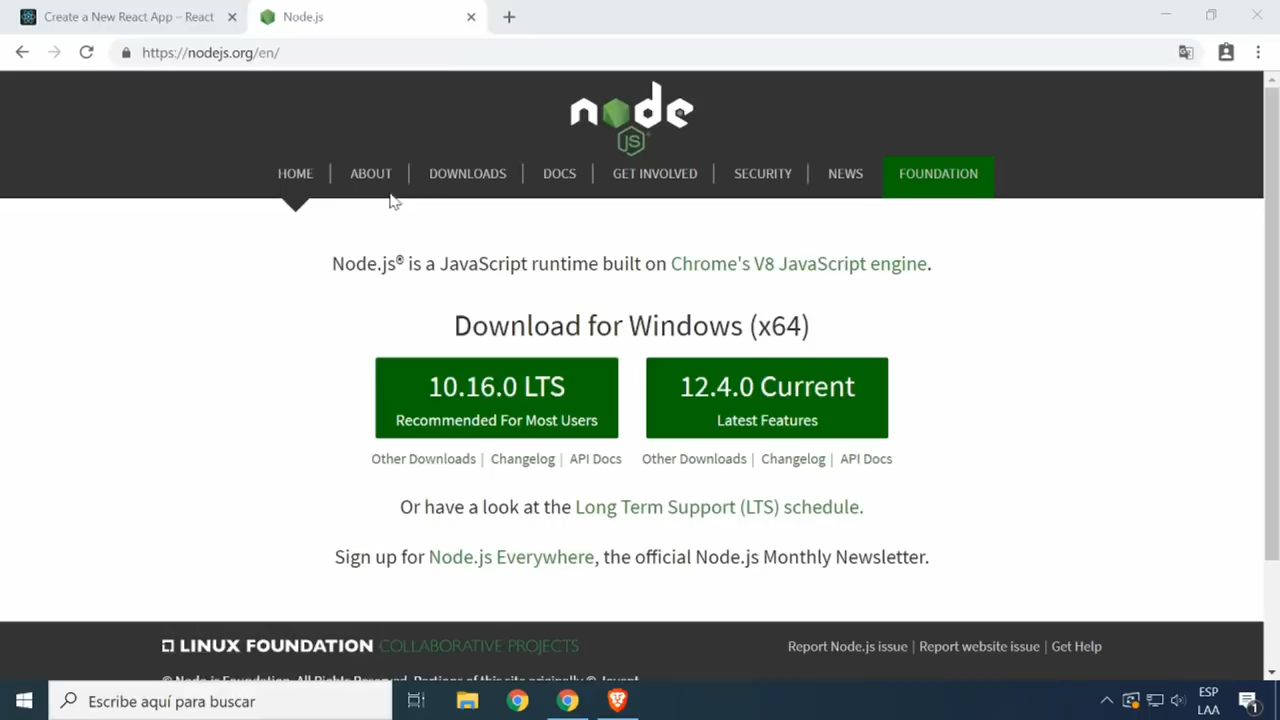 Create a New React App – React
Node.js
https://nodejs.org/en/
node
JS
HOME
ABOUT
DOWNLOADS
DOCS
GET INVOLVED
SECURITY
NEWS
FOUNDATION
Node.js® is a JavaScript runtime built on Chrome's V8 JavaScript engine.
Download for Windows (x64)
10.16.0 LTS
Recommended For Most Users
12.4.0 Current
Latest Features
Other Downloads | Changelog | API Docs
Other Downloads | Changelog | API Docs
Or have a look at the Long Term Support (LTS) schedule.
Sign up for Node.js Everywhere, the official Node.js Monthly Newsletter.
LINUX FOUNDATION COLLABORATIVE PROJECTS
Report Node.js issue | Report website issue | Get Help
© Node.js Foundation. All Rights Reserved. Portions of this site originally © Joyent.
Escribe aquí para buscar
ESP
LAA
1